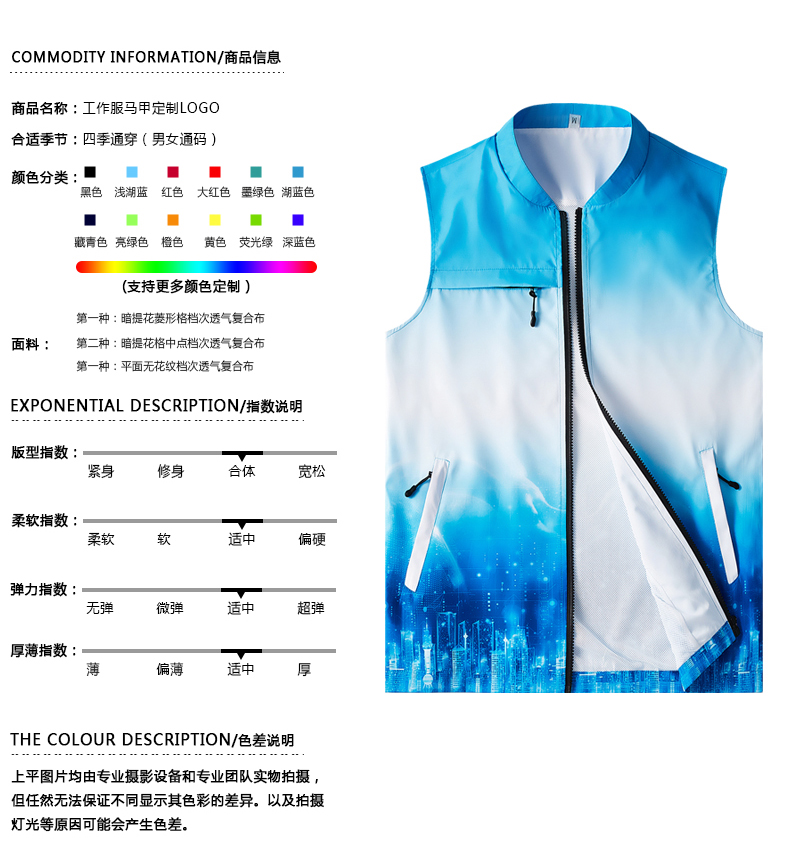 COMMODITY INFORMATION/商品信息
商品名称：工作服马甲定制LOGO
合适季节：四季通穿（男女通码）
颜色分类：
黑色 浅湖蓝 红色 大红色 墨绿色 湖蓝色
藏青色 亮绿色 橙色 黄色 荧光绿 深蓝色
(支持更多颜色定制 )
面料：
第一种：暗提花菱形格档次透气复合布
第二种：暗提花格中点档次透气复合布
第一种：平面无花纹档次透气复合布
EXPONENTIAL DESCRIPTION/指数说明
版型指数：
紧身 修身 合体 宽松
柔软指数：
柔软 软 适中 偏硬
弹力指数：
无弹 微弹 适中 超弹
厚薄指数：
薄 偏薄 适中 厚
THE COLOUR DESCRIPTION/色差说明
上平图片均由专业摄影设备和专业团队实物拍摄，
但任然无法保证不同显示其色彩的差异。以及拍摄
灯光等原因可能会产生色差。
M